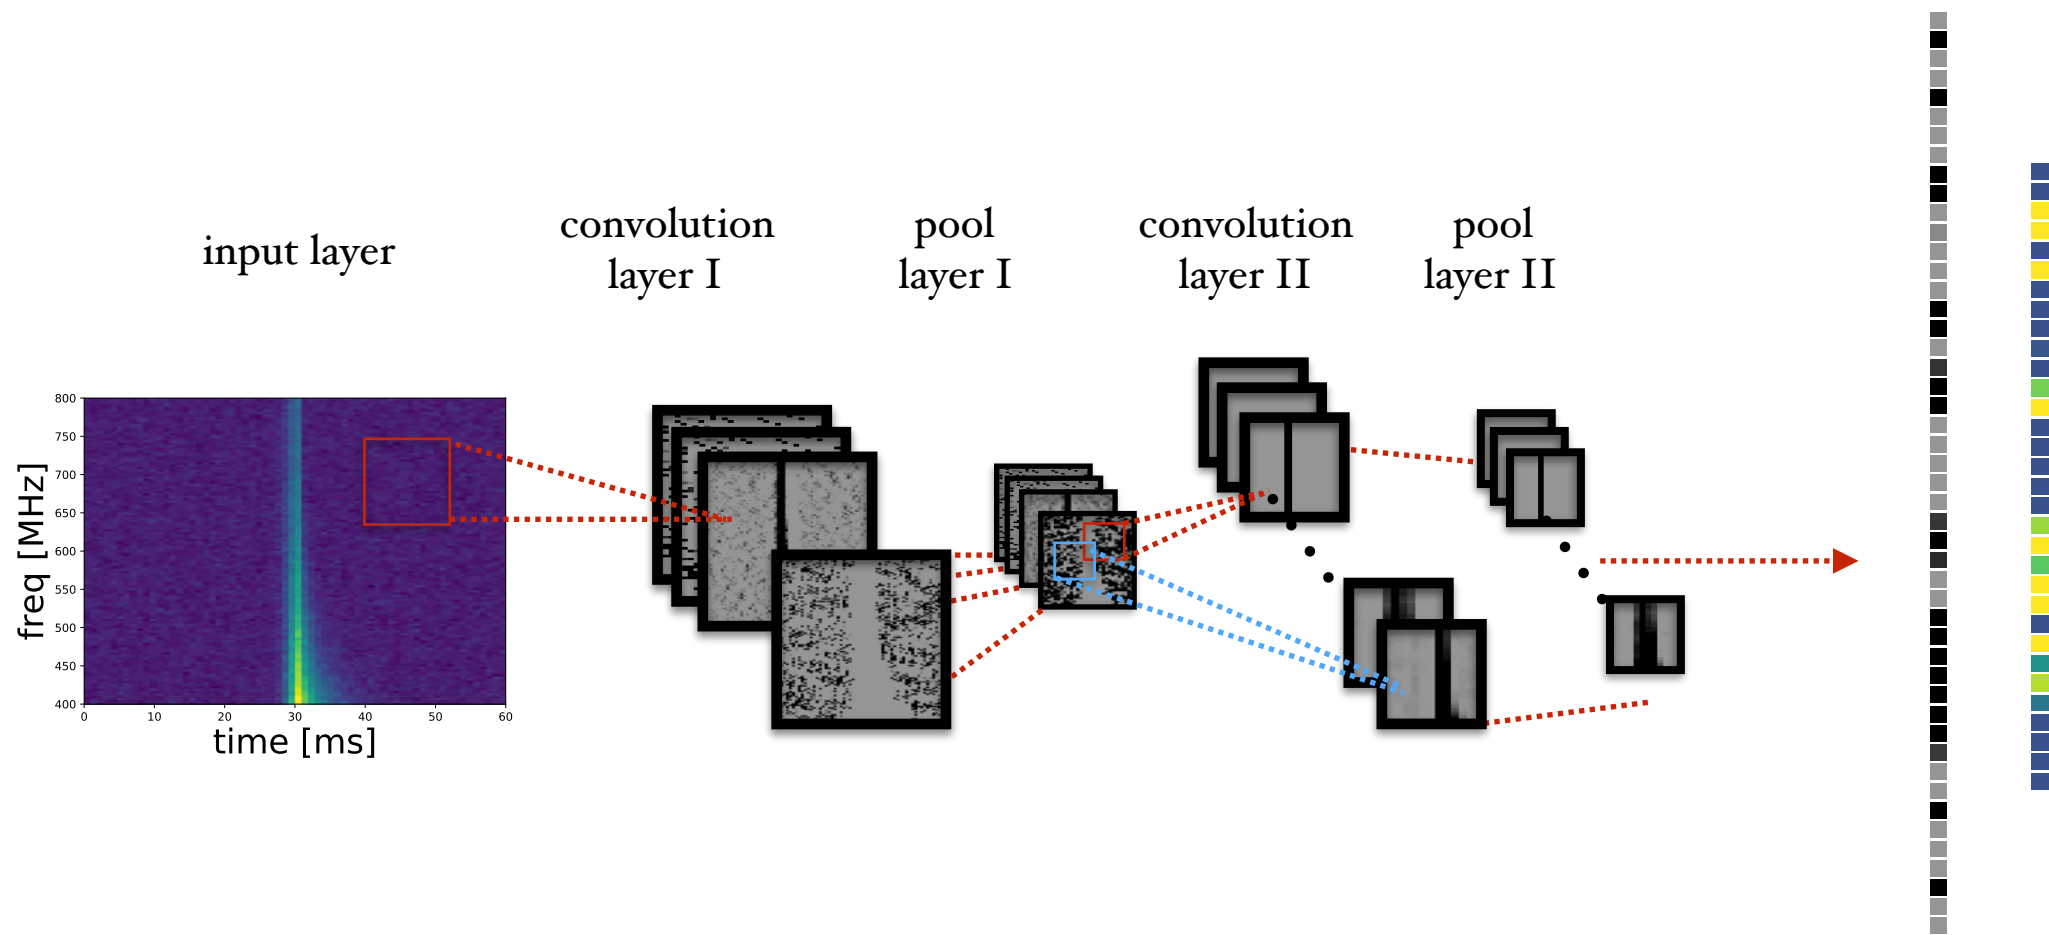 input layer
convolution
layer I
pool
layer I
convolution
layer II
pool
layer II
freq [MHz]
800
750
700
650
600
550
500
450
400
0 10 20 30 40 50 60
time [ms]